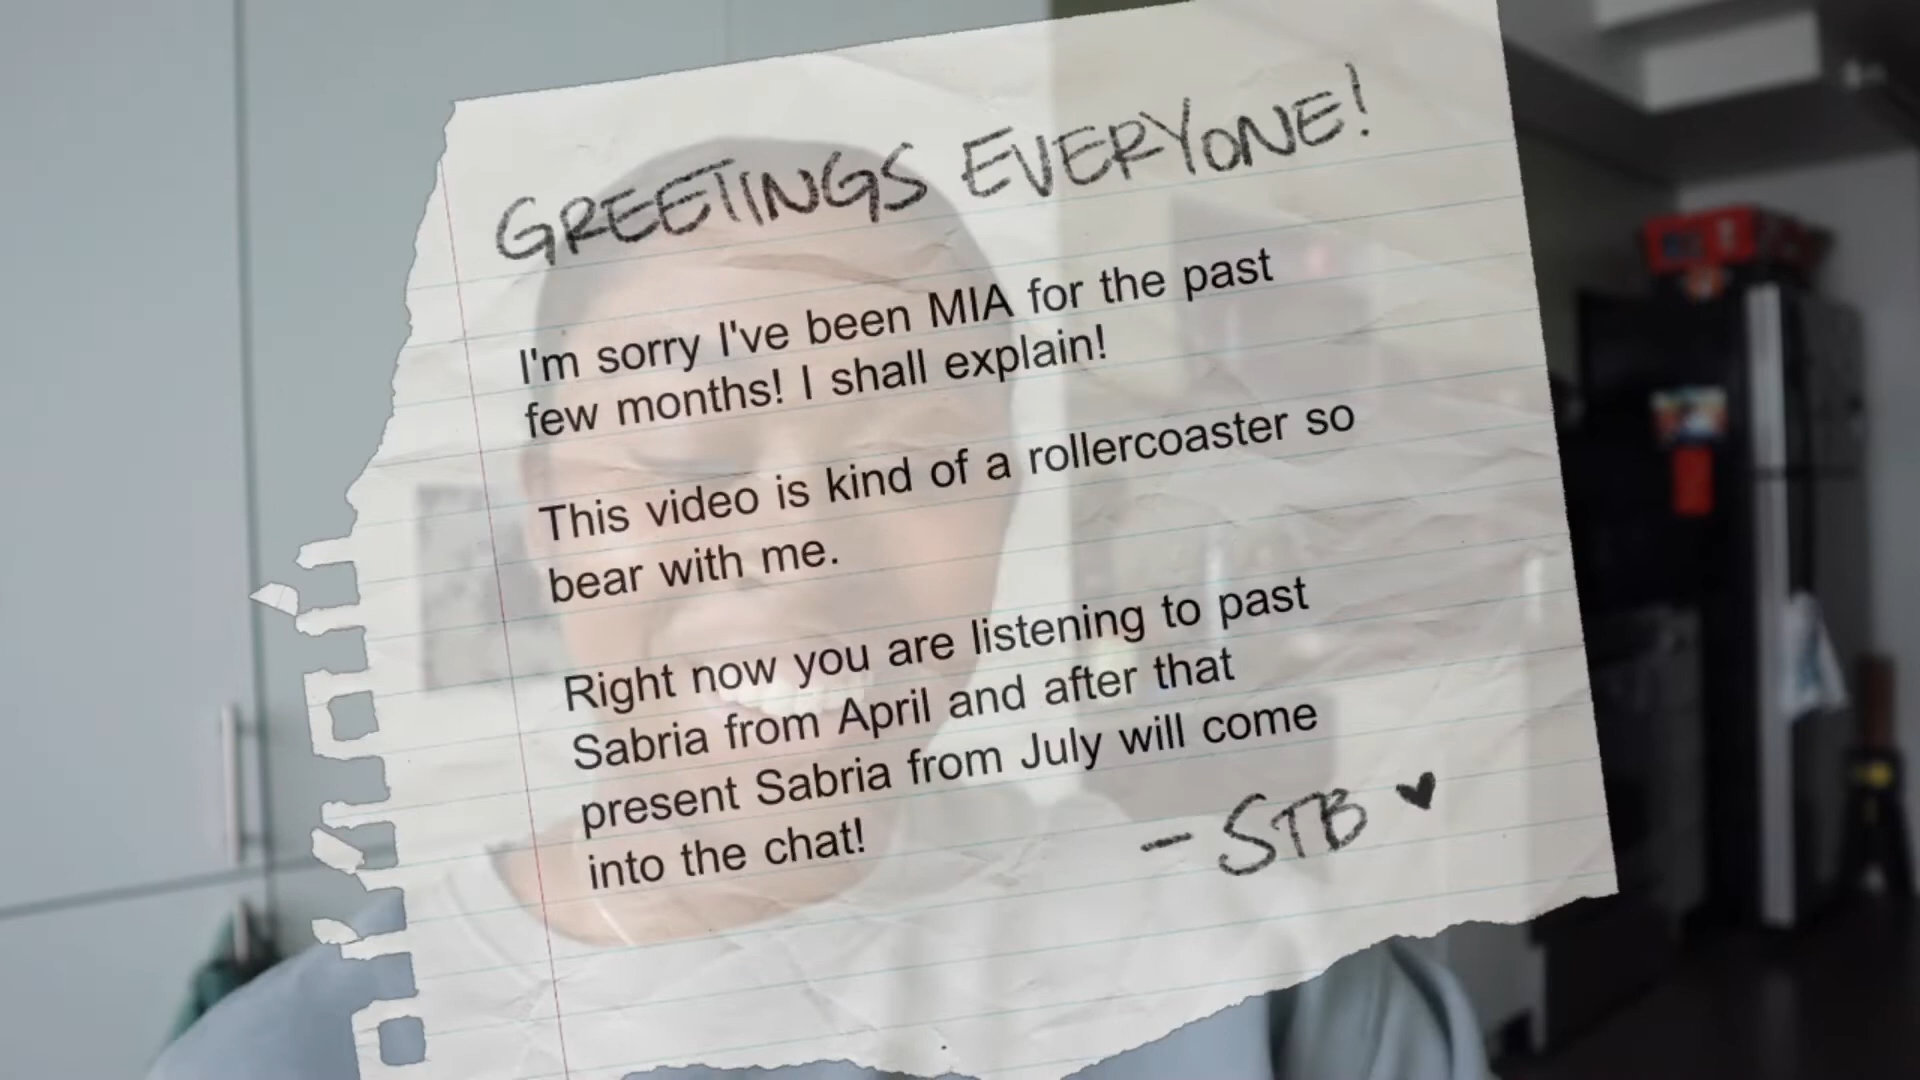 GREETINGS EVERYONE!
I'm sorry I've been MIA for the past
few months! I shall explain!
This video is kind of a rollercoaster so
bear with me.
Right now you are listening to past
Sabria from April and after that
present Sabria from July will come
into the chat!
- STB ♥